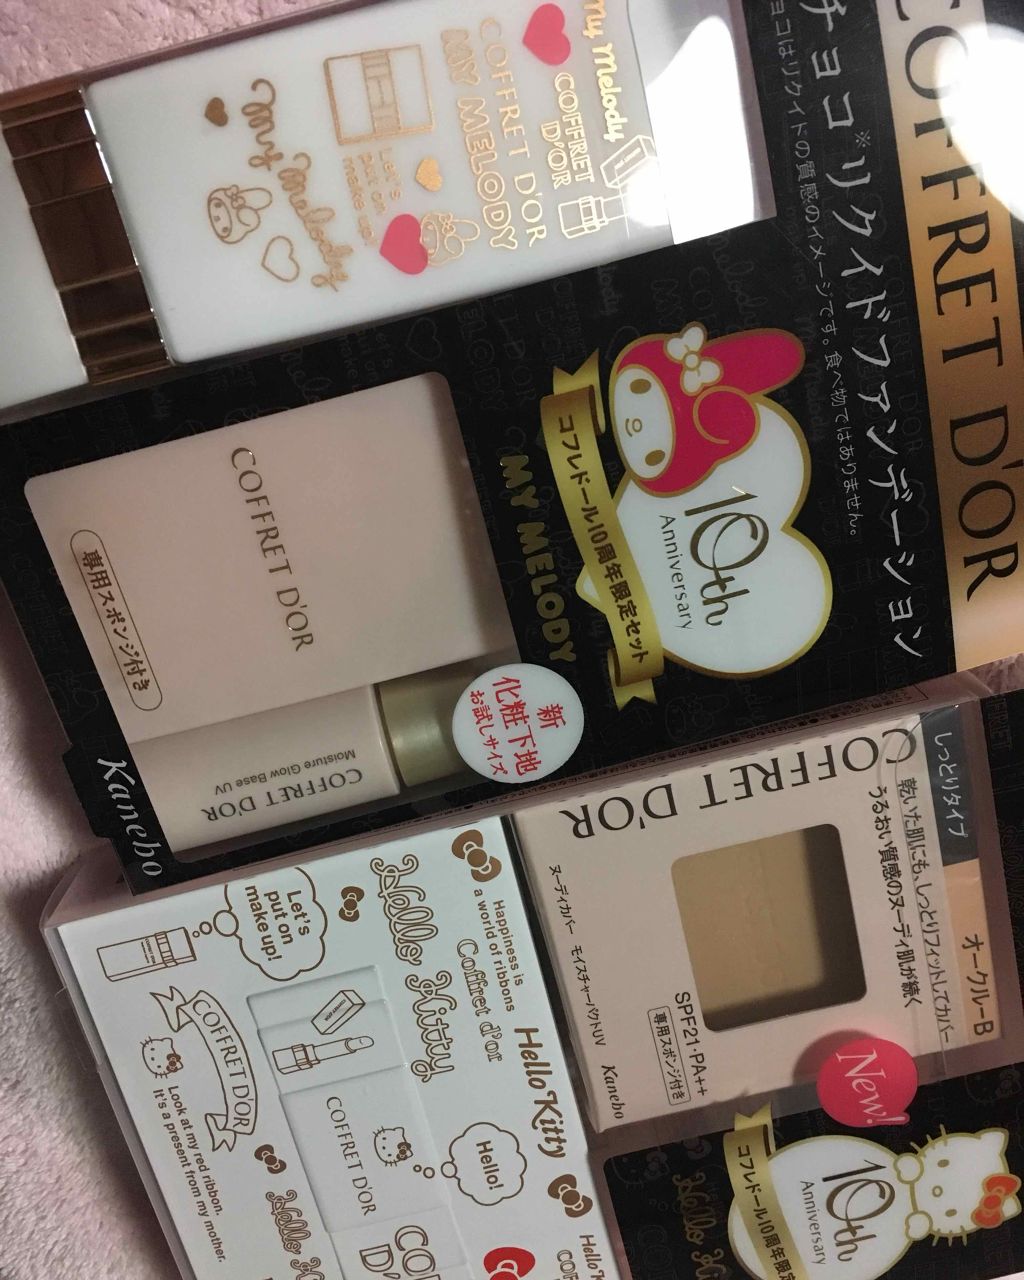 COFFRET D'OR
チョコ※リクイドファンデーション
チョコはリクイドの質感のイメージです。食べ物ではありません。
My Melody
COFFRET
D'OR
COFFRET D'OR
MY MELODY
Let's
put on
make up!
My Melody
10th
Anniversary
コフレドール10周年限定セット
MY MELODY
COFFRET D'OR
専用スポンジ付き
新
化粧下地
お試しサイズ
Moisture Glow Base UV
COFFRET D'OR
Kanebo
しっとりタイプ
オークルーB
乾いた肌にも、しっとりフィットしてカバー
うるおい質感のヌーディ肌が続く
COFFRET D'OR
ヌーディカバー モイスチャーパクトUV
SPF21・PA++
専用スポンジ付き
Kanebo
New!
10th
Anniversary
コフレドール10周年限定
Happiness is
a world of ribbons
Coffret d'or
Hello Kitty
Hello Kitty
Let's
put on
make up!
COFFRET D'OR
Look at my red ribbon.
It's a present from my mother.
COFFRET D'OR
Hello!
Hello Ki
COFFRET
D'
Hello Ki
Hello Ki